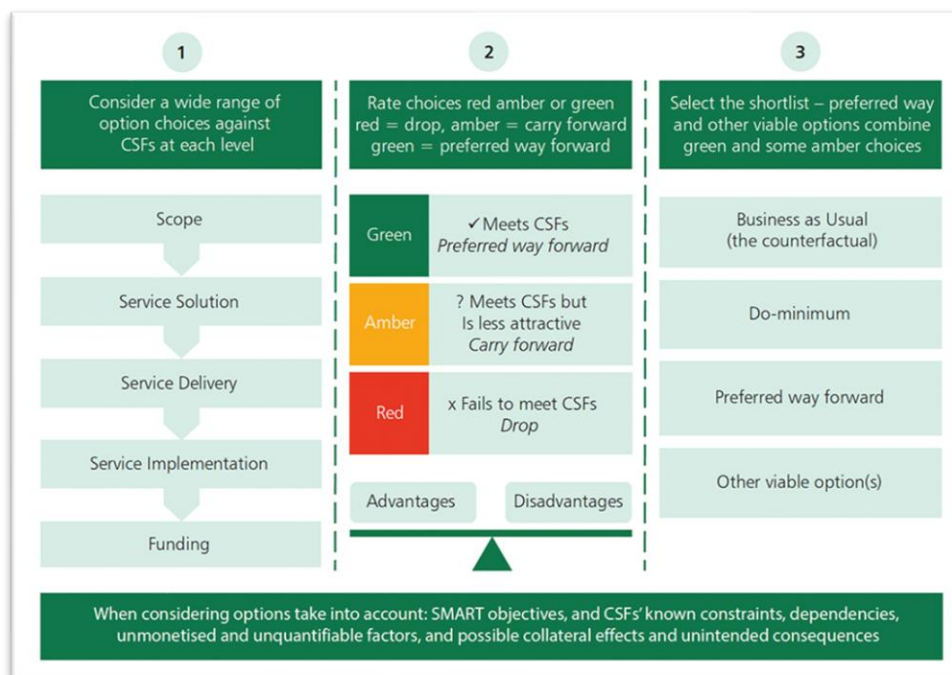 1
Consider a wide range of
option choices against
CSFs at each level
Scope
Service Solution
Service Delivery
Service Implementation
Funding
2
Rate choices red amber or green
red = drop, amber = carry forward
green = preferred way forward
Green
✓ Meets CSFs
Preferred way forward
Amber
? Meets CSFs but
Is less attractive
Carry forward
Red
x Fails to meet CSFs
Drop
Advantages
Disadvantages
3
Select the shortlist – preferred way
and other viable options combine
green and some amber choices
Business as Usual
(the counterfactual)
Do-minimum
Preferred way forward
Other viable option(s)
When considering options take into account: SMART objectives, and CSFs’ known constraints, dependencies,
unmonetised and unquantifiable factors, and possible collateral effects and unintended consequences